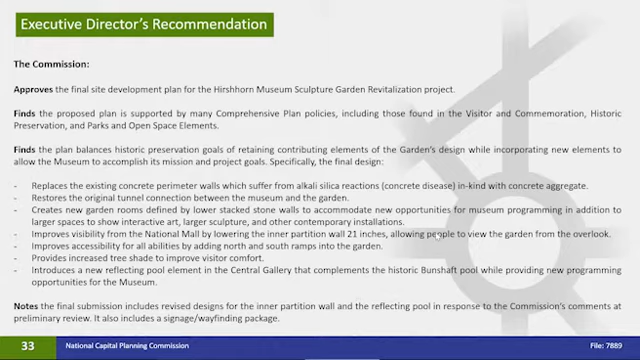 Executive Director's Recommendation
The Commission:
Approves the final site development plan for the Hirshhorn Museum Sculpture Garden Revitalization project.
Finds the proposed plan is supported by many Comprehensive Plan policies, including those found in the Visitor and Commemoration, Historic
Preservation, and Parks and Open Space Elements.
Finds the plan balances historic preservation goals of retaining contributing elements of the Garden's design while incorporating new elements to
allow the Museum to accomplish its mission and project goals. Specifically, the final design:
- Replaces the existing concrete perimeter walls which suffer from alkali silica reactions (concrete disease) in-kind with concrete aggregate.
- Restores the original tunnel connection between the museum and the garden.
- Creates new garden rooms defined by lower stacked stone walls to accommodate new opportunities for museum programming in addition to
larger spaces to show interactive art, larger sculpture, and other contemporary installations.
- Improves visibility from the National Mall by lowering the inner partition wall 21 inches, allowing people to view the garden from the overlook.
- Improves accessibility for all abilities by adding north and south ramps into the garden.
- Provides increased tree shade to improve visitor comfort.
- Introduces a new reflecting pool element in the Central Gallery that complements the historic Bunshaft pool while providing new programming
opportunities for the Museum.
Notes the final submission includes revised designs for the inner partition wall and the reflecting pool in response to the Commission's comments at
preliminary review. It also includes a signage/wayfinding package.
33 National Capital Planning Commission File: 7889